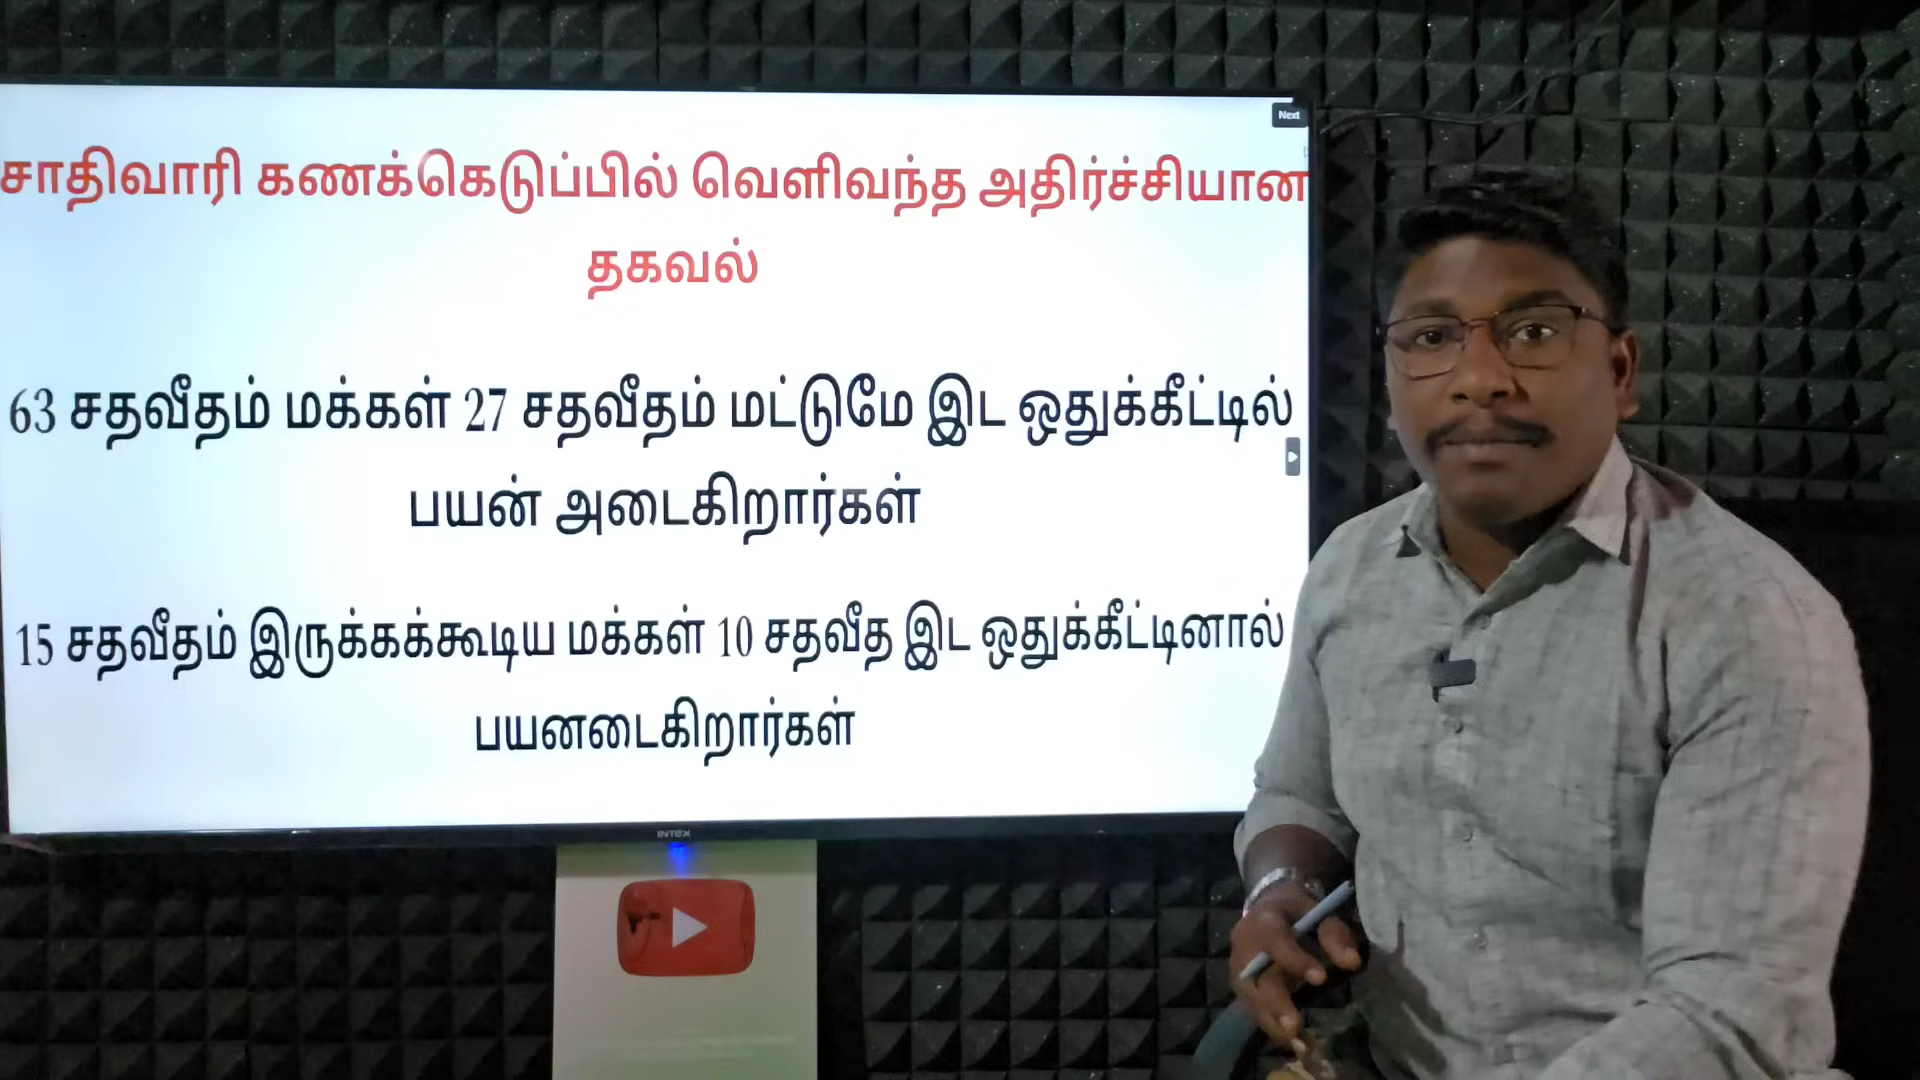 Next
சாதிவாரி கணக்கெடுப்பில் வெளிவந்த அதிர்ச்சியான
தகவல்
63 சதவீதம் மக்கள் 27 சதவீதம் மட்டுமே இட ஒதுக்கீட்டில்
பயன் அடைகிறார்கள்
15 சதவீதம் இருக்கக்கூடிய மக்கள் 10 சதவீத இட ஒதுக்கீட்டினால்
பயனடைகிறார்கள்
INTEX